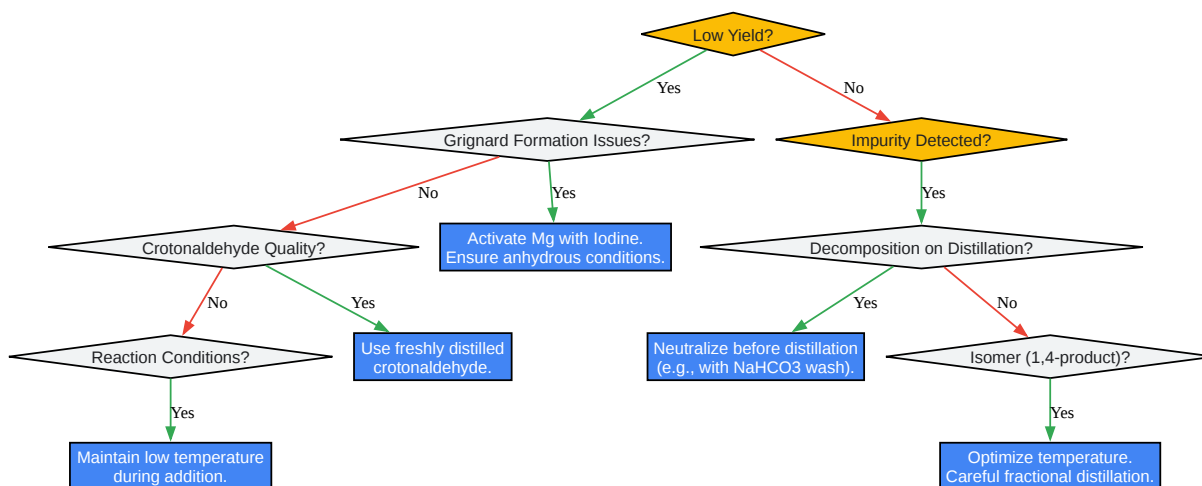 Low Yield?
Yes
No
Grignard Formation Issues?
Impurity Detected?
No
Yes
Yes
Crotonaldehyde Quality?
Activate Mg with Iodine.
Ensure anhydrous conditions.
Decomposition on Distillation?
No
Yes
Yes
No
Reaction Conditions?
Use freshly distilled
crotonaldehyde.
Neutralize before distillation
(e.g., with NaHCO3 wash).
Isomer (1,4-product)?
Yes
Yes
Maintain low temperature
during addition.
Optimize temperature.
Careful fractional distillation.